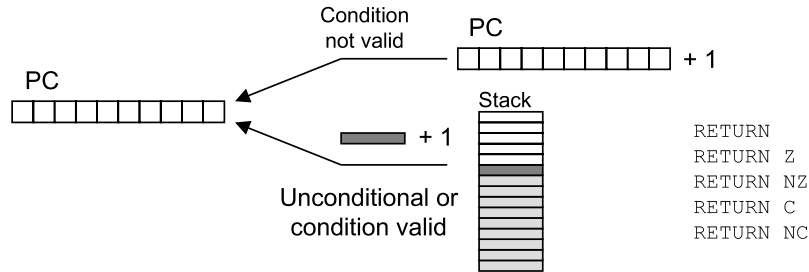 Condition
not valid
PC
+ 1
PC
Stack
+ 1
Unconditional or
condition valid
RETURN
RETURN Z
RETURN NZ
RETURN C
RETURN NC